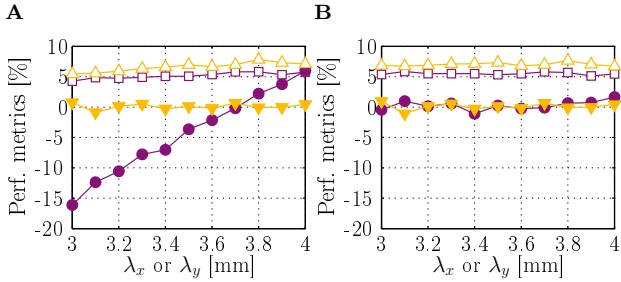 A B
10 10
5 5
0 0
-5 -5
-10 -10
-15 -15
-20 -20
Perf. metrics [%] Perf. metrics [%]
3 3.2 3.4 3.6 3.8 4 3 3.2 3.4 3.6 3.8 4
λx or λy [mm] λx or λy [mm]